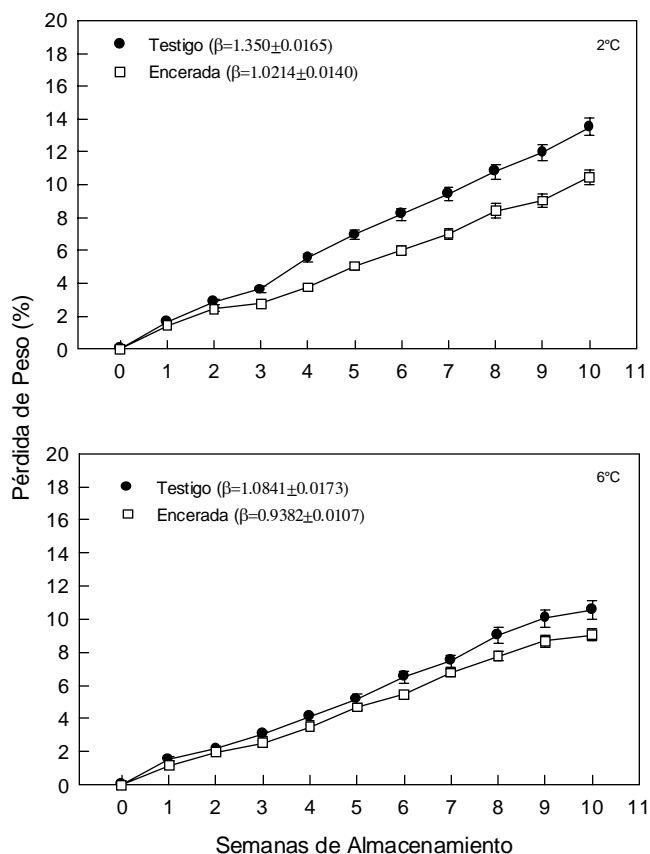 Pérdida de Peso (%)
20
18
16
14
12
10
8
6
4
2
0
Testigo (β=1.350±0.0165)
Encerada (β=1.0214±0.0140)
2°C
0 1 2 3 4 5 6 7 8 9 10 11
20
18
16
14
12
10
8
6
4
2
0
Testigo (β=1.0841±0.0173)
Encerada (β=0.9382±0.0107)
6°C
0 1 2 3 4 5 6 7 8 9 10 11
Semanas de Almacenamiento